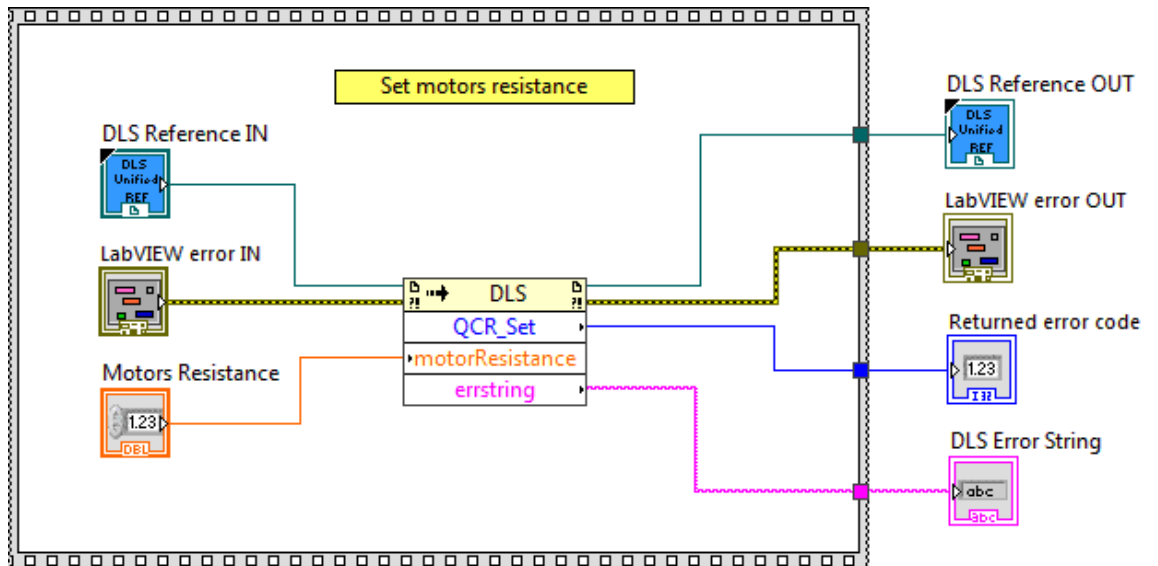 Set motors resistance
DLS Reference OUT
DLS
Unified
REF
DLS Reference IN
DLS
Unified
REF
LabVIEW error OUT
LabVIEW error IN
?!
DLS
?!
QCR_Set
motorResistance
errstring
Returned error code
1.23
I32
Motors Resistance
1.23
DBL
DLS Error String
abc
abc